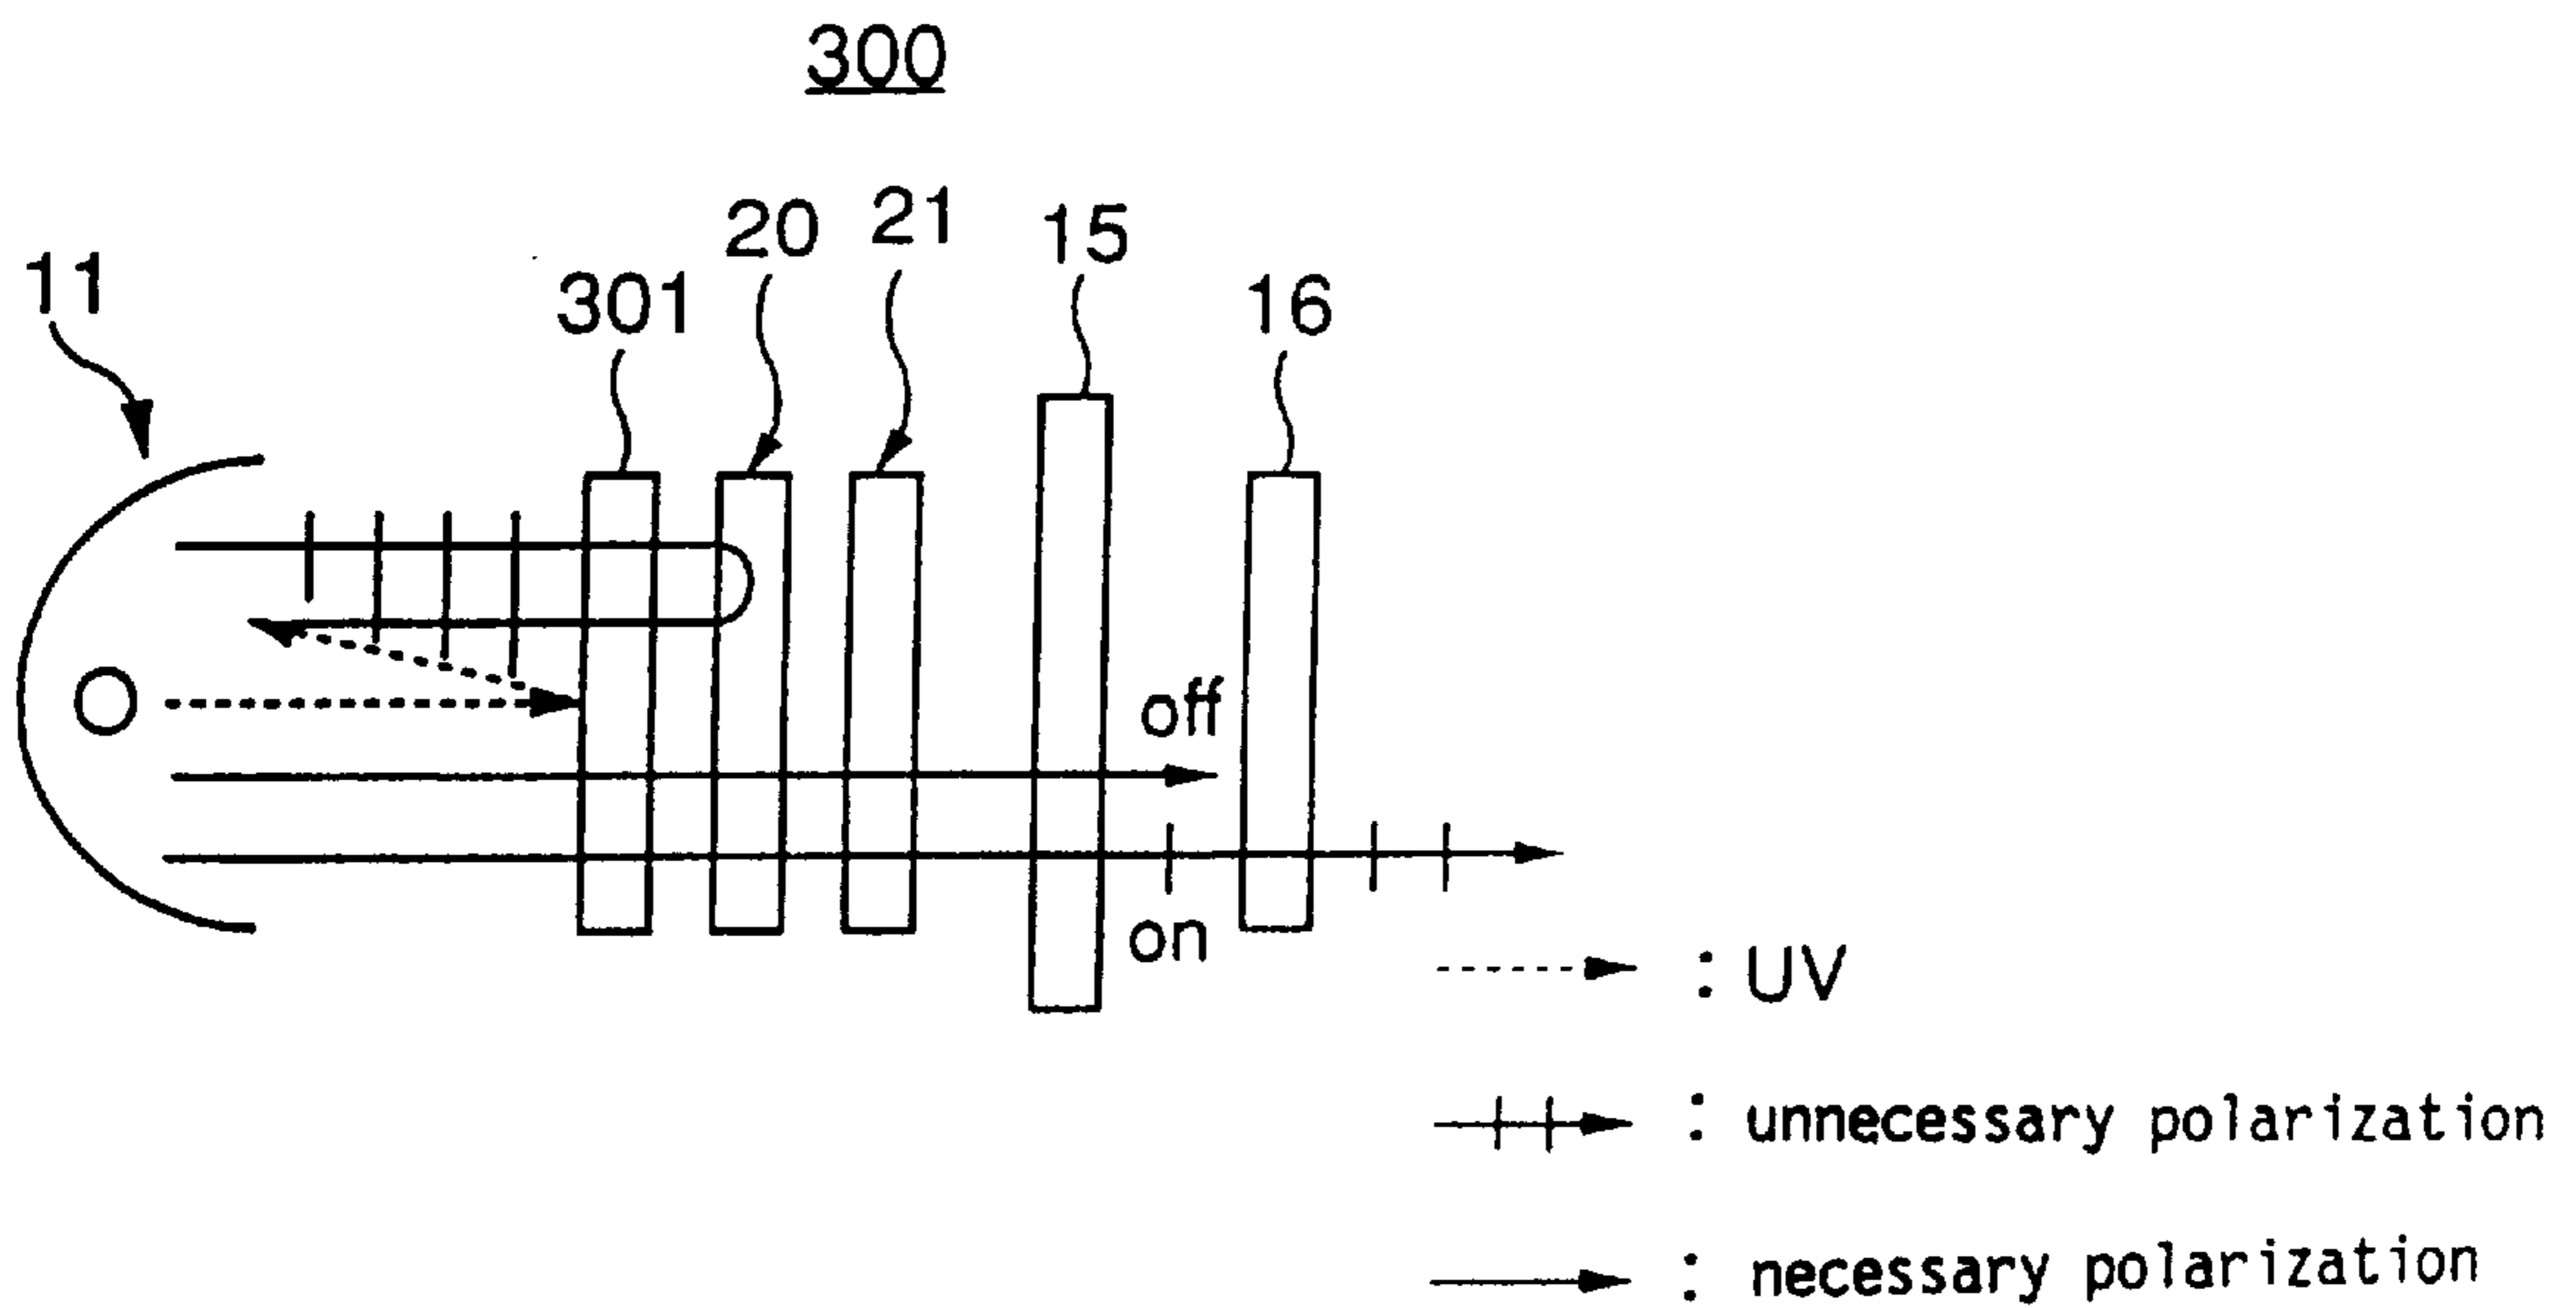 300
11
301
20
21
15
16
off
on
: UV
: unnecessary polarization
: necessary polarization